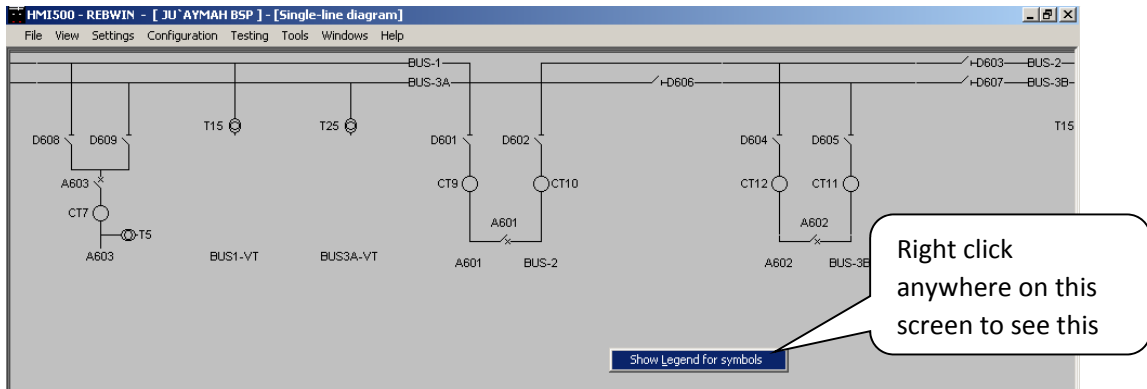 HMI500 - REBWIN - [ JU`AYMAH BSP ] - [Single-line diagram]
File View Settings Configuration Testing Tools Windows Help
BUS-1 D603 BUS-2
BUS-3A D606 D607 BUS-3B
T15 T25 T15
D608 D609 D601 D602 D604 D605
A603 CT9 CT10 CT12 CT11
CT7
A601 A602
T5
A603 BUS1-VT BUS3A-VT A601 BUS-2 A602 BUS-3B
Right click
anywhere on this
screen to see this
Show Legend for symbols